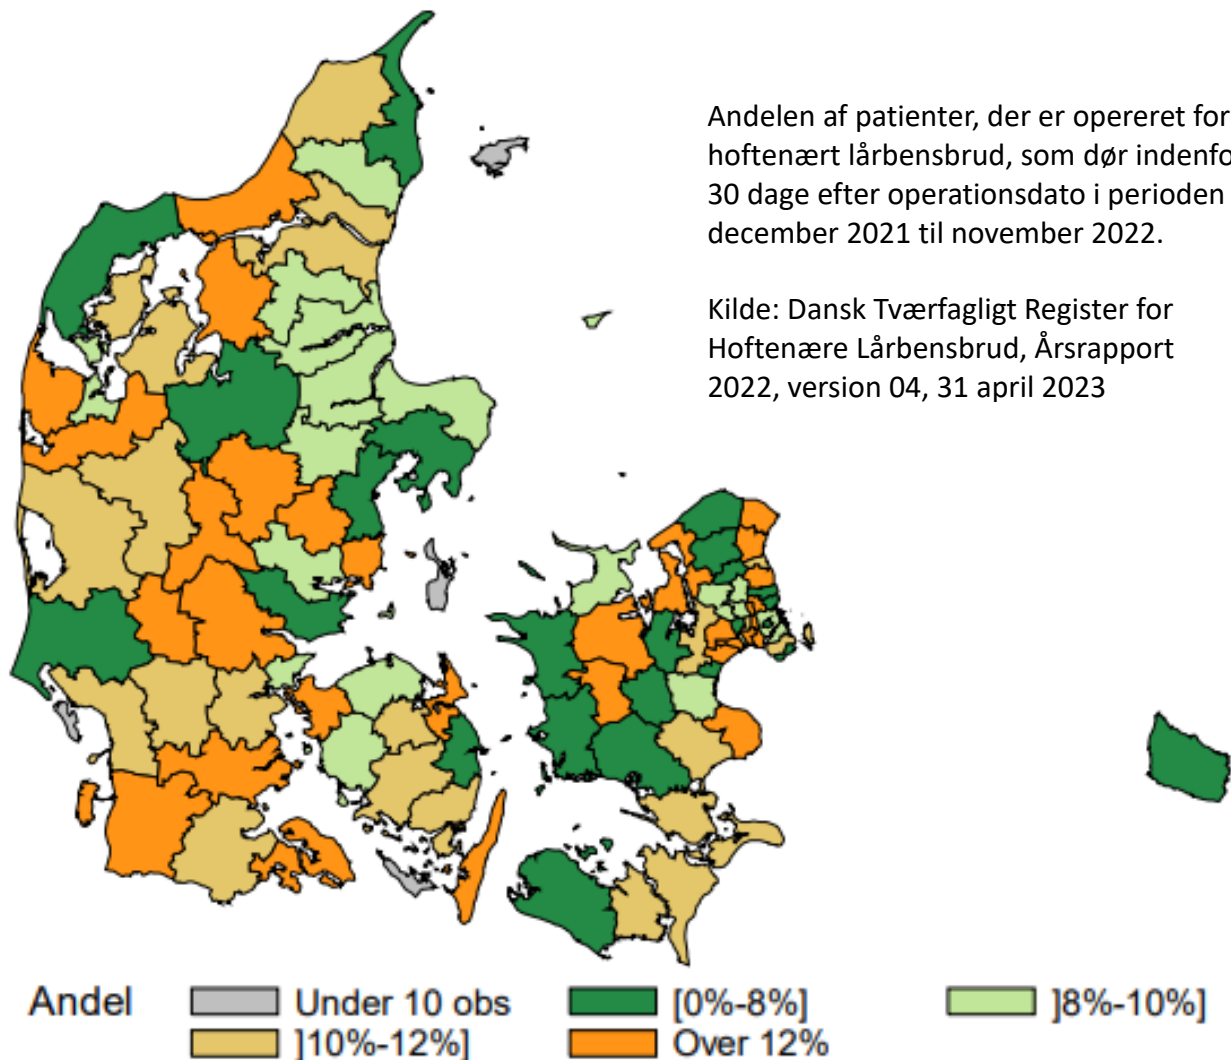 Andelen af patienter, der er opereret for
hoftenært lårbensbrud, som dør indenfo
30 dage efter operationsdato i perioden
december 2021 til november 2022.
Kilde: Dansk Tværfagligt Register for
Hoftenære Lårbensbrud, Årsrapport
2022, version 04, 31 april 2023
Andel Under 10 obs [0%-8%] ]8%-10%]
]10%-12%] Over 12%